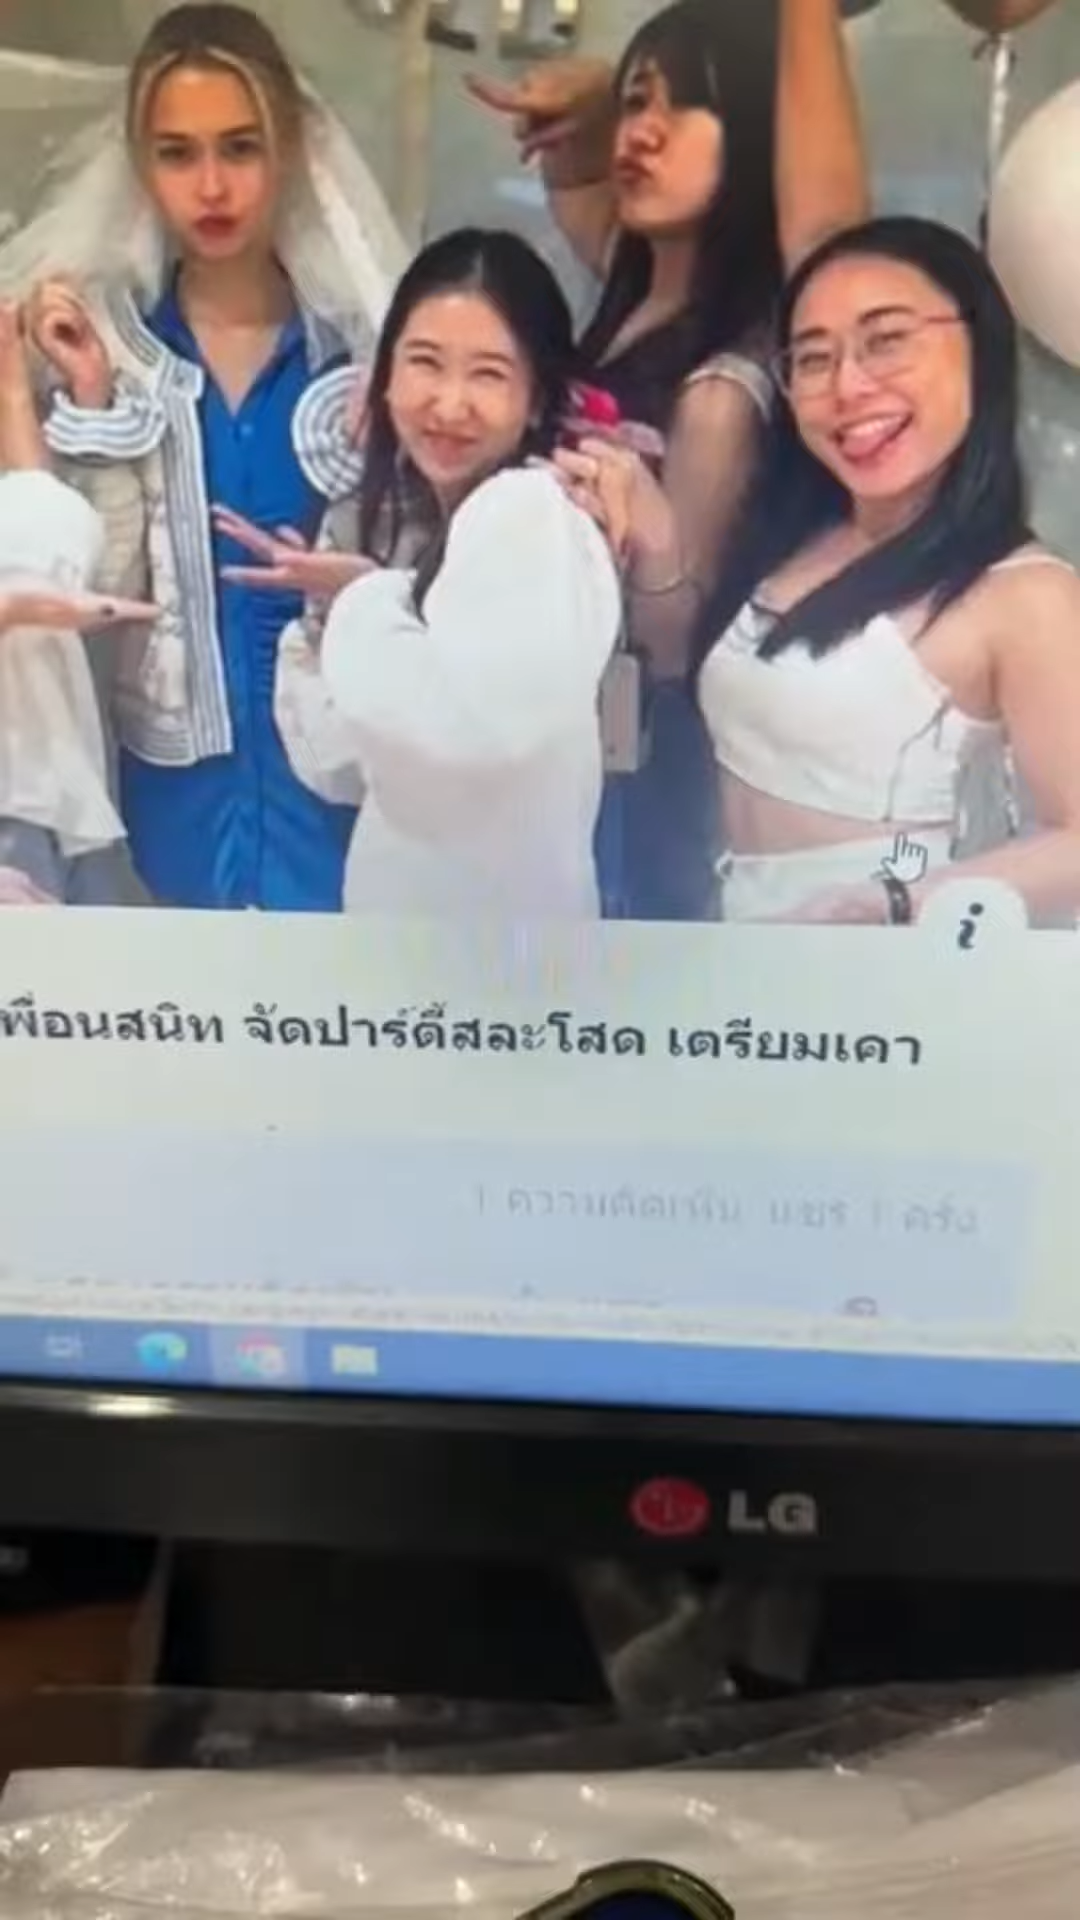 i
พื่อนสนิท จัดปาร์ตี้สละโสด เตรียมเคา
1 ความคิดเห็น แชร์ 1 ครั้ง
LG